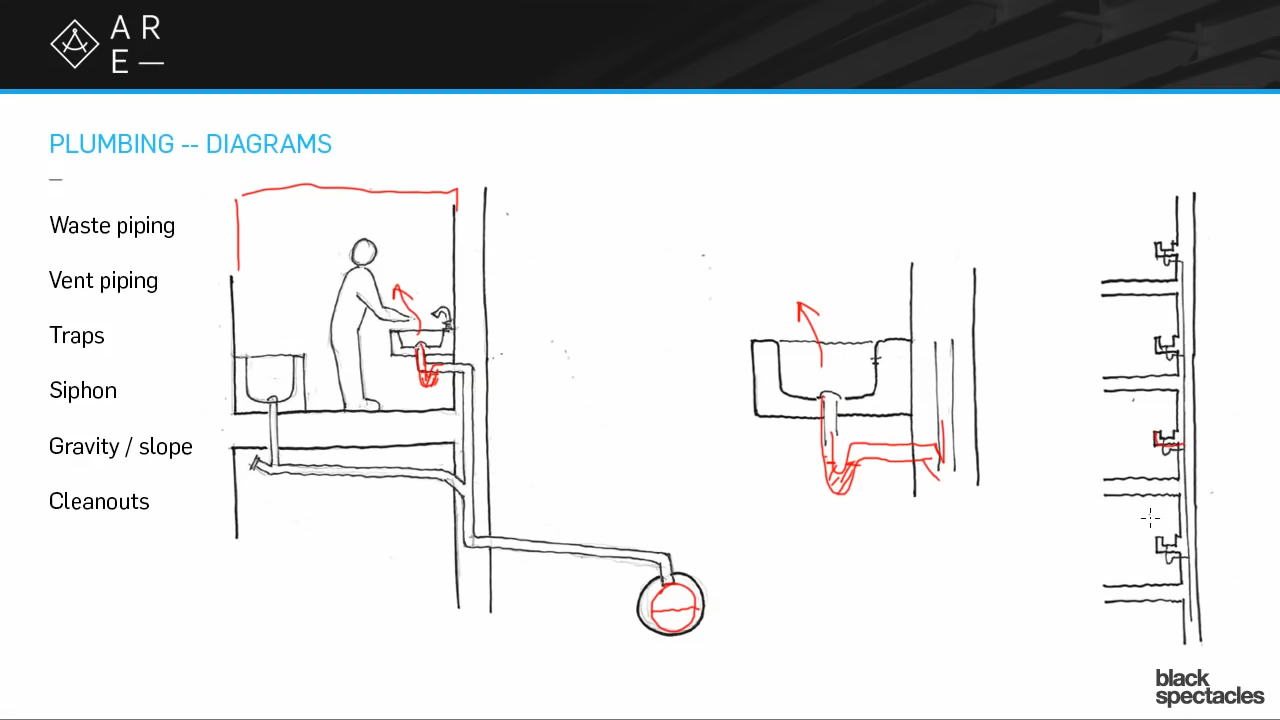 A R
E —
PLUMBING -- DIAGRAMS
—
Waste piping
Vent piping
Traps
Siphon
Gravity / slope
Cleanouts
black
spectacles